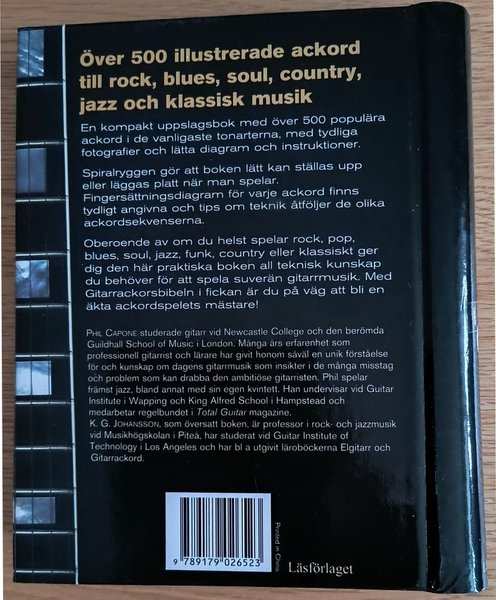 Över 500 illustrerade ackord
till rock, blues, soul, country,
jazz och klassisk musik
En kompakt uppslagsbok med över 500 populära
ackord i de vanligaste tonarterna, med tydliga
fotografier och lätta diagram och instruktioner.
Spiralryggen gör att boken lätt kan ställas upp
eller läggas platt när man spelar.
Fingersättningsdiagram för varje ackord finns
tydligt angivna och tips om teknik åtföljer de olika
ackordsekvenserna.
Oberoende av om du helst spelar rock, pop,
blues, soul, jazz, funk, country eller klassiskt ger
dig den här praktiska boken all teknisk kunskap
du behöver för att spela suverän gitarrmusik. Med
Gitarrackorsbibeln i fickan är du på väg att bli en
äkta ackordspelets mästare!
PHIL CAPONE studerade gitarr vid Newcastle College och den berömda
Guildhall School of Music i London. Många års erfarenhet som
professionell gitarrist och lärare har givit honom såväl en unik förståelse
för och kunskap om dagens gitarrmusik som insikter i de många misstag
och problem som kan drabba den ambitiöse gitarristen. Phil spelar
främst jazz, bland annat med sin egen kvintett. Han undervisar vid Guitar
Institute i Wapping och King Alfred School i Hampstead och
medarbetar regelbundet i Total Guitar magazine.
K. G. JOHANSSON, som översatt boken, är professor i rock- och jazzmusik
vid Musikhögskolan i Piteå, har studerat vid Guitar Institute of
Technology i Los Angeles och har bl a utgivit läroböckerna Elgitarr och
Gitarrackord.
9 789179 026523
Printed in China
Läsförlaget